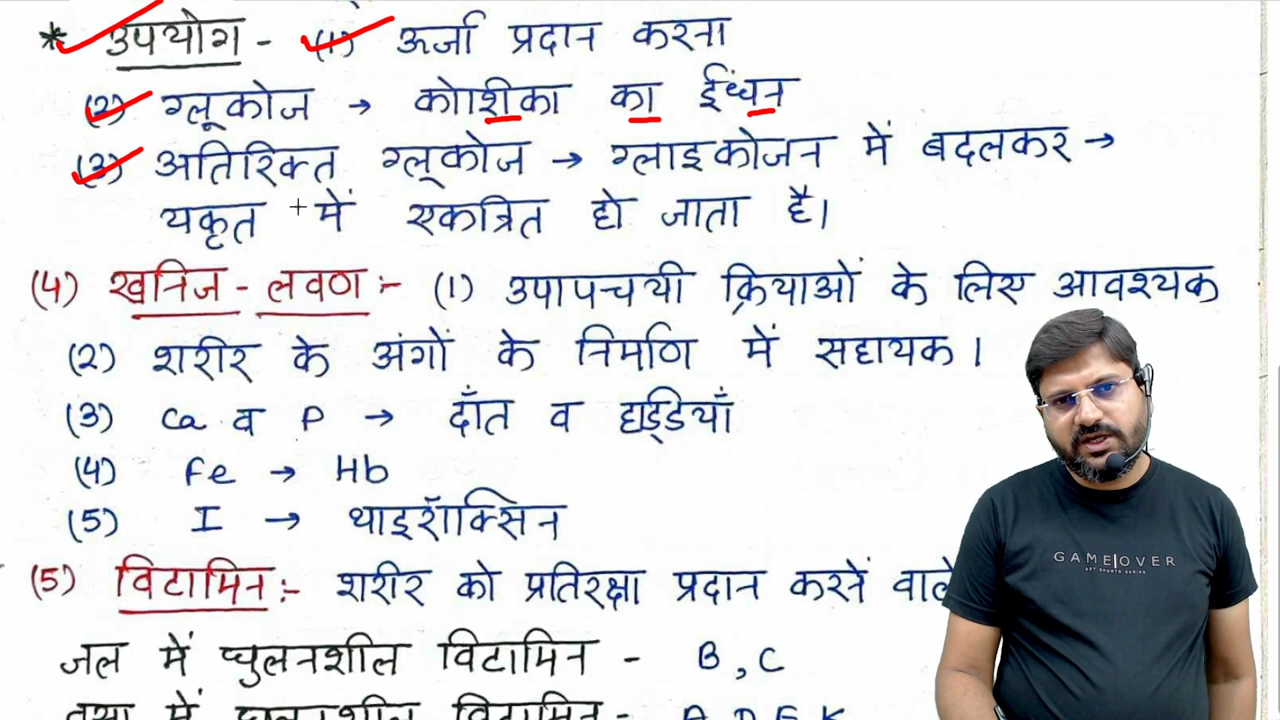 * उपयोग - (1) ऊर्जा प्रदान करना
(2) ग्लूकोज → कोाशीका का ईंधन
(3) अतिरिक्त ग्लूकोज → ग्लाइकोजन में बदलकर →
यकृत में एकत्रित हो जाता है।
(4) खनिज - लवण :- (1) उपापचयी क्रियाओं के लिए आवश्यक
(2) शरीर के अंगों के निर्माण में सहायक।
(3) Ca व P → दाँत व हड्डियाँ
(4) Fe → Hb
(5) I → थाइरॉक्सिन
(5) विटामिन :- शरीर को प्रतिरक्षा प्रदान करनें वाले
जल में घुलनशील विटामिन - B, C
में घुलनशील विटामिन - A D E K
GAME|OVER